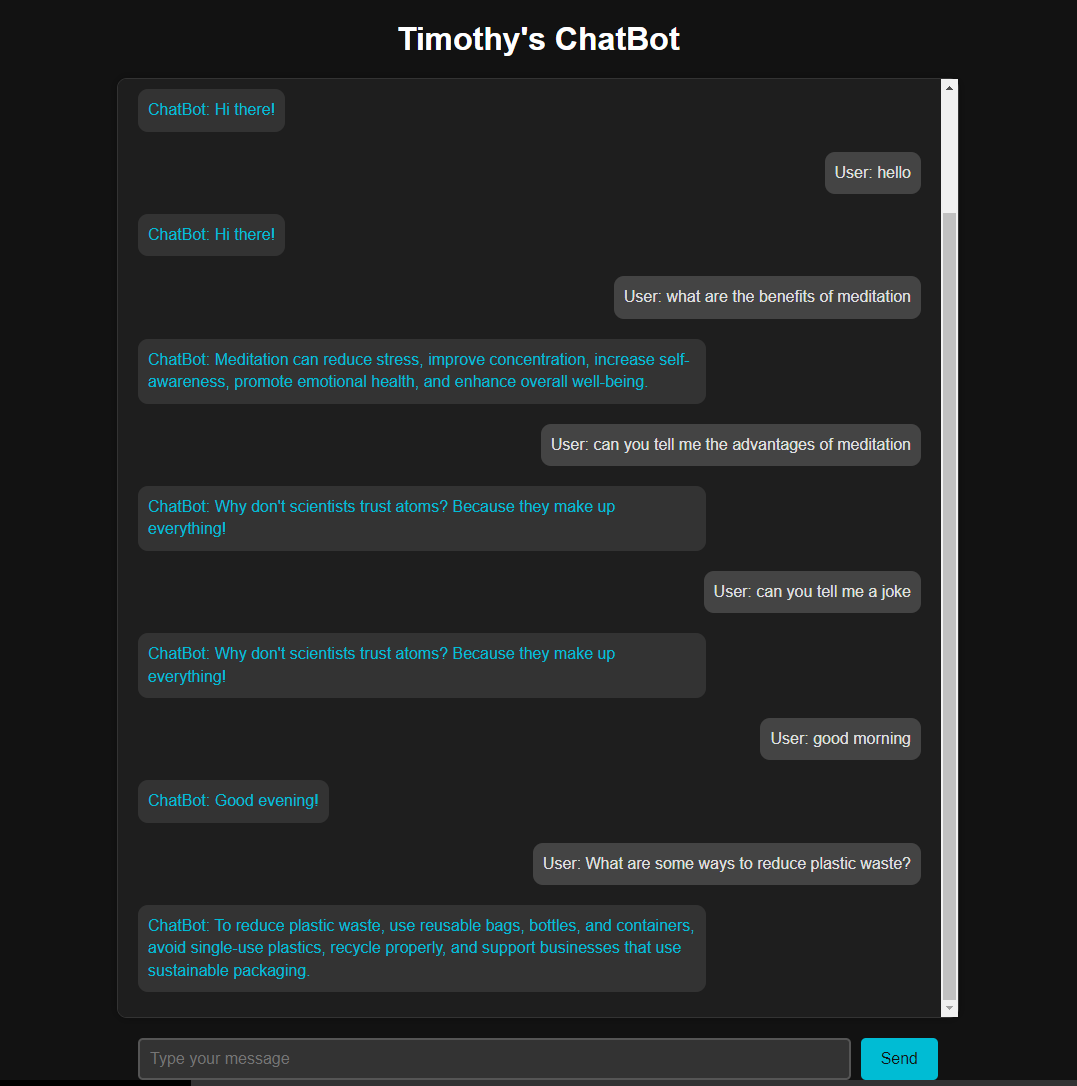 Timothy's ChatBot
ChatBot: Hi there!
User: hello
ChatBot: Hi there!
User: what are the benefits of meditation
ChatBot: Meditation can reduce stress, improve concentration, increase self-
awareness, promote emotional health, and enhance overall well-being.
User: can you tell me the advantages of meditation
ChatBot: Why don't scientists trust atoms? Because they make up
everything!
User: can you tell me a joke
ChatBot: Why don't scientists trust atoms? Because they make up
everything!
User: good morning
ChatBot: Good evening!
User: What are some ways to reduce plastic waste?
ChatBot: To reduce plastic waste, use reusable bags, bottles, and containers,
avoid single-use plastics, recycle properly, and support businesses that use
sustainable packaging.
Type your message
Send